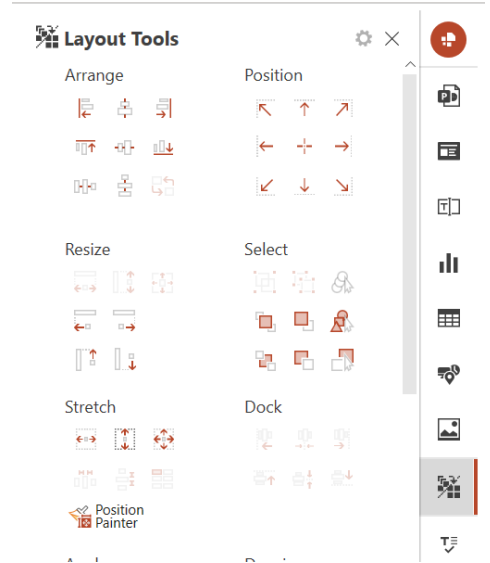 Layout Tools
Arrange
Position
Resize
Select
Stretch
Dock
Position
Painter